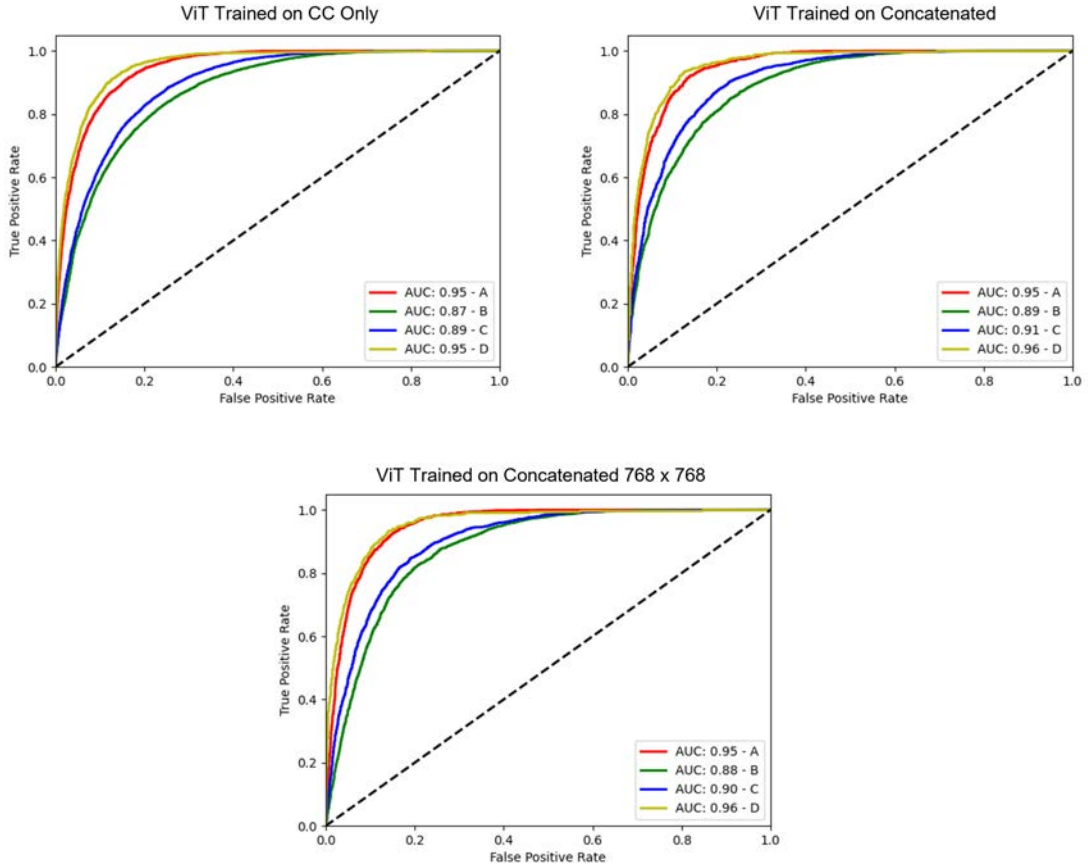 ViT Trained on CC Only
1.0
0.8
0.6
0.4
0.2
0.0
True Positive Rate
AUC: 0.95 - A
AUC: 0.87 - B
AUC: 0.89 - C
AUC: 0.95 - D
0.0 0.2 0.4 0.6 0.8 1.0
False Positive Rate
ViT Trained on Concatenated
1.0
0.8
0.6
0.4
0.2
0.0
True Positive Rate
AUC: 0.95 - A
AUC: 0.89 - B
AUC: 0.91 - C
AUC: 0.96 - D
0.0 0.2 0.4 0.6 0.8 1.0
False Positive Rate
ViT Trained on Concatenated 768 x 768
1.0
0.8
0.6
0.4
0.2
0.0
True Positive Rate
AUC: 0.95 - A
AUC: 0.88 - B
AUC: 0.90 - C
AUC: 0.96 - D
0.0 0.2 0.4 0.6 0.8 1.0
False Positive Rate